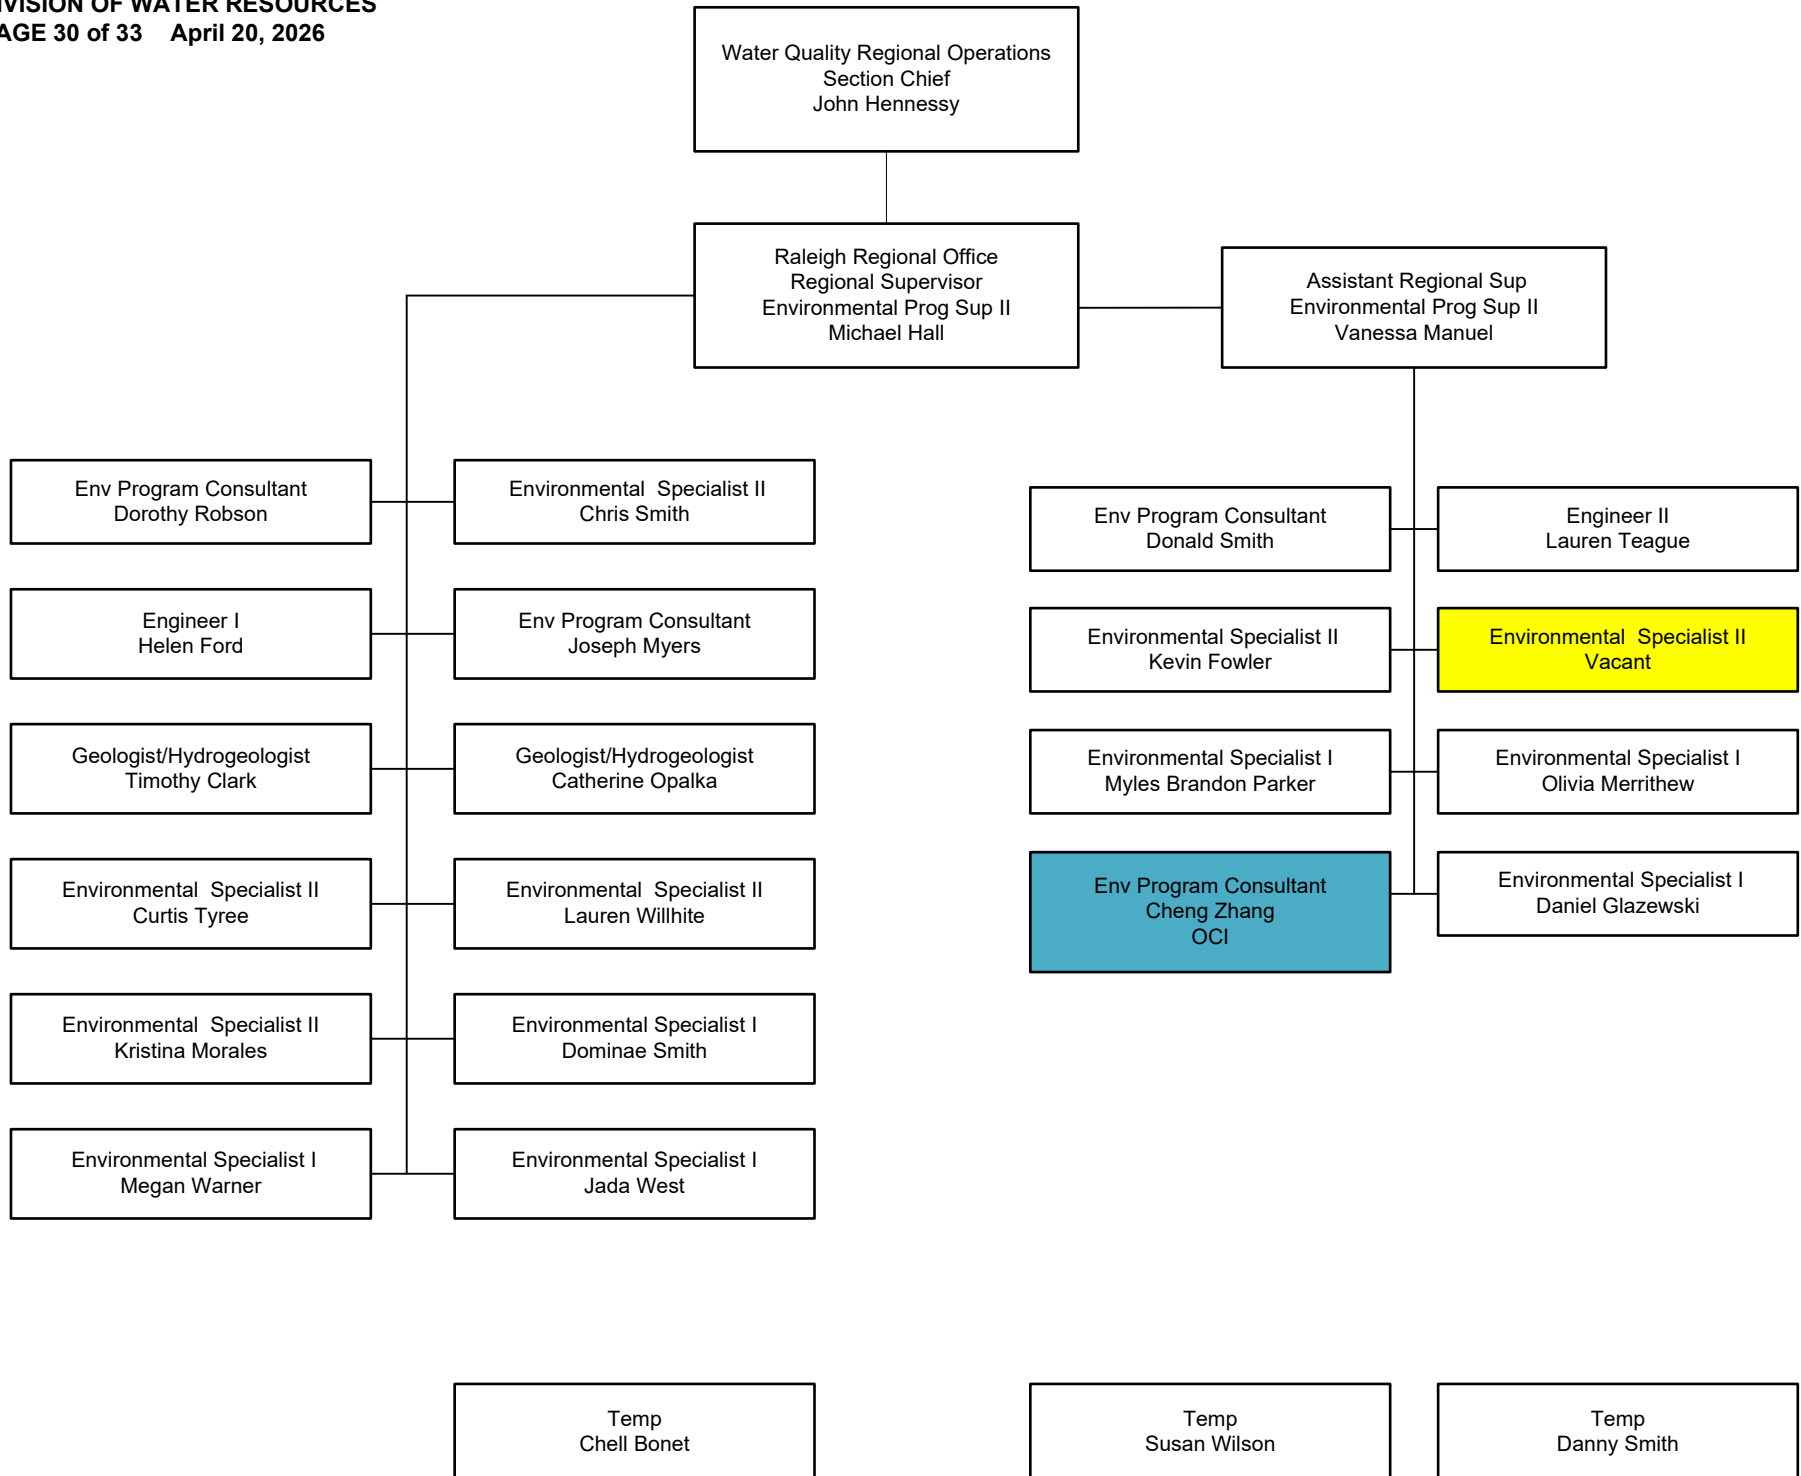 IVISION OF WATER RESOURCES
AGE 30 of 33 April 20, 2026
Water Quality Regional Operations
Section Chief
John Hennessy
Raleigh Regional Office
Regional Supervisor
Environmental Prog Sup II
Michael Hall
Assistant Regional Sup
Environmental Prog Sup II
Vanessa Manuel
Env Program Consultant
Dorothy Robson
Environmental Specialist II
Chris Smith
Engineer I
Helen Ford
Env Program Consultant
Joseph Myers
Geologist/Hydrogeologist
Timothy Clark
Geologist/Hydrogeologist
Catherine Opalka
Environmental Specialist II
Curtis Tyree
Environmental Specialist II
Lauren Willhite
Environmental Specialist II
Kristina Morales
Environmental Specialist I
Dominae Smith
Environmental Specialist I
Megan Warner
Environmental Specialist I
Jada West
Env Program Consultant
Donald Smith
Engineer II
Lauren Teague
Environmental Specialist II
Kevin Fowler
Environmental Specialist II
Vacant
Environmental Specialist I
Myles Brandon Parker
Environmental Specialist I
Olivia Merrithew
Env Program Consultant
Cheng Zhang
OCI
Environmental Specialist I
Daniel Glazewski
Temp
Chell Bonet
Temp
Susan Wilson
Temp
Danny Smith